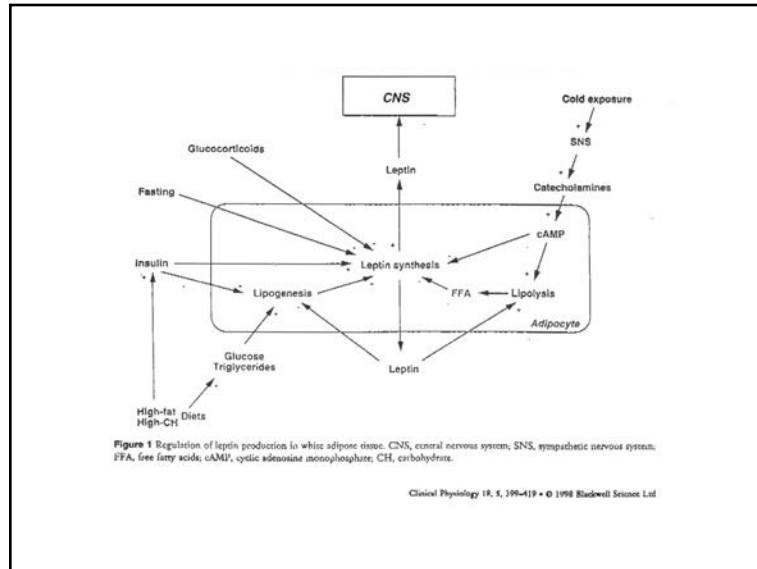 CNS
Cold exposure
SNS
Glucocorticoids
Leptin
Catecholamines
Fasting
cAMP
Insulin
Leptin synthesis
Lipogenesis
FFA
Lipolysis
Adipocyte
Glucose
Triglycerides
Leptin
High-fat
High-CH
Diets
Figure 1 Regulation of leptin production in white adipose tissue. CNS, central nervous system; SNS, sympathetic nervous system;
FFA, free fatty acids; cAMP, cyclic adenosine monophosphate; CH, carbohydrate.
Clinical Physiology 18, 5, 399–419 • © 1998 Blackwell Science Ltd